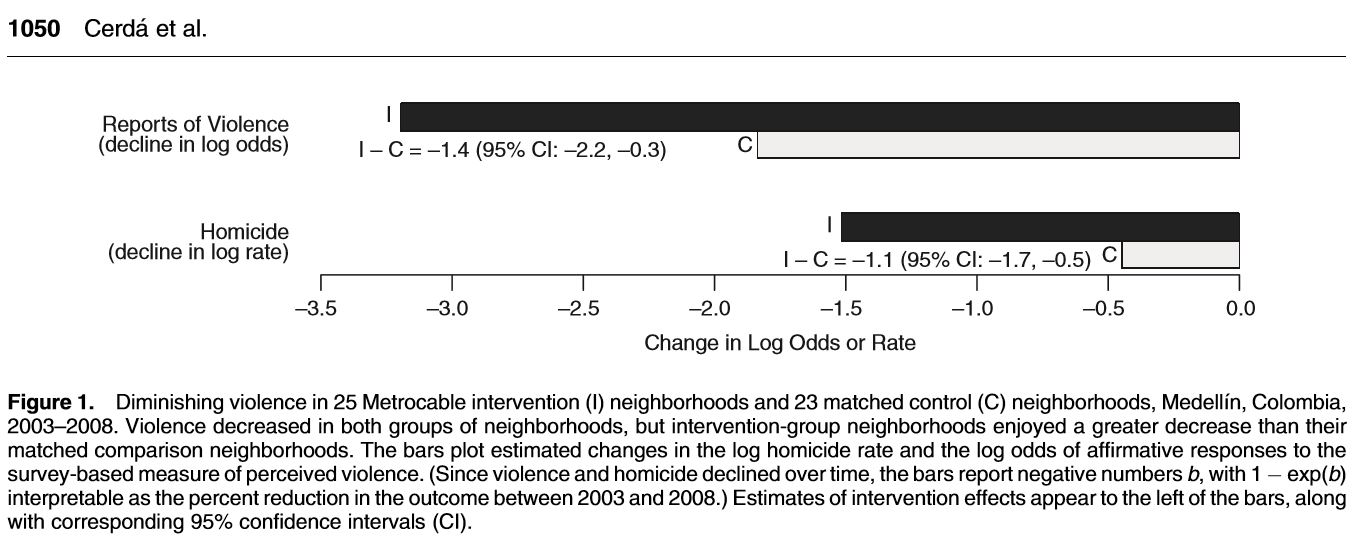 1050 Cerdá et al.
Reports of Violence
(decline in log odds)
I
I – C = –1.4 (95% CI: –2.2, –0.3)
C
Homicide
(decline in log rate)
I
I – C = –1.1 (95% CI: –1.7, –0.5)
C
–3.5 –3.0 –2.5 –2.0 –1.5 –1.0 –0.5 0.0
Change in Log Odds or Rate
Figure 1. Diminishing violence in 25 Metrocable intervention (I) neighborhoods and 23 matched control (C) neighborhoods, Medellín, Colombia,
2003–2008. Violence decreased in both groups of neighborhoods, but intervention-group neighborhoods enjoyed a greater decrease than their
matched comparison neighborhoods. The bars plot estimated changes in the log homicide rate and the log odds of affirmative responses to the
survey-based measure of perceived violence. (Since violence and homicide declined over time, the bars report negative numbers b, with 1 – exp(b)
interpretable as the percent reduction in the outcome between 2003 and 2008.) Estimates of intervention effects appear to the left of the bars, along
with corresponding 95% confidence intervals (CI).